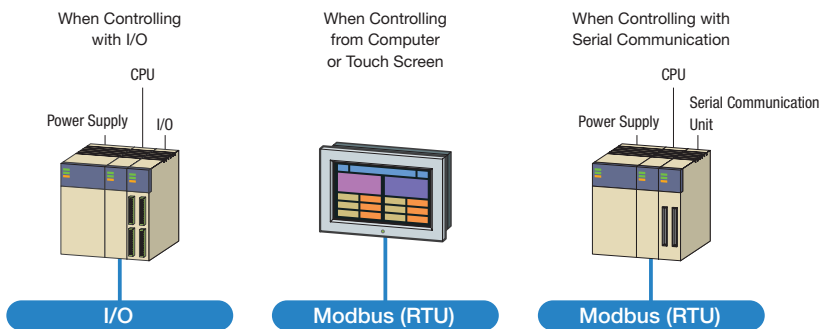 When Controlling
with I/O
CPU
Power Supply
I/O
I/O
When Controlling
from Computer
or Touch Screen
Modbus (RTU)
When Controlling with
Serial Communication
CPU
Power Supply
Serial Communication
Unit
Modbus (RTU)